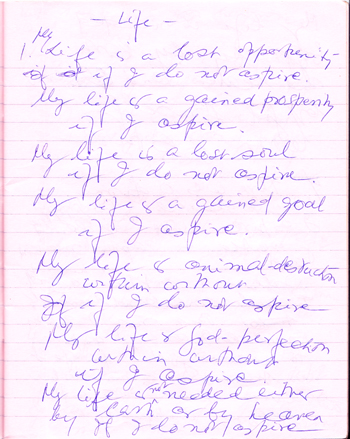 — Life —
My
1. Life is a lost opportunity
if I do not aspire.
My life is a gained prosperity
if I aspire.
My life is a lost soul
if I do not aspire.
My life is a gained goal
if I aspire.
My life is animal-destruction
within without
if I do not aspire
My life is God-perfection
within without
if I aspire.
My life is not needed either
by Earth or by heaven
if I do not aspire